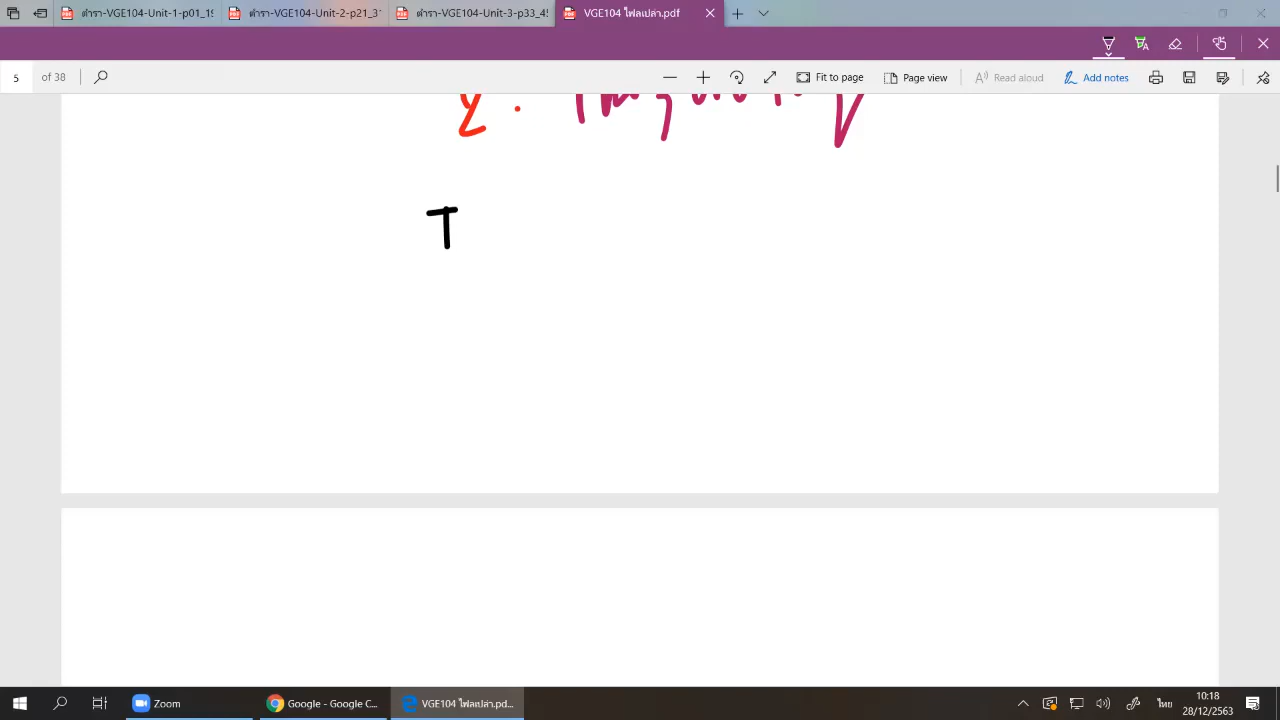 ตำรา-VGE104-Unit-1-p01_1
ตำรา-VGE104-Unit-2-p21_3
ตำรา-VGE104-Unit-3-p33_4
VGE104 ไฟล์เปล่า.pdf
5 of 38 Fit to page Page view Read aloud Add notes
2.
T
Zoom Google - Google C... VGE104 ไฟล์เปล่า.pd... ไทย 10:18
28/12/2563